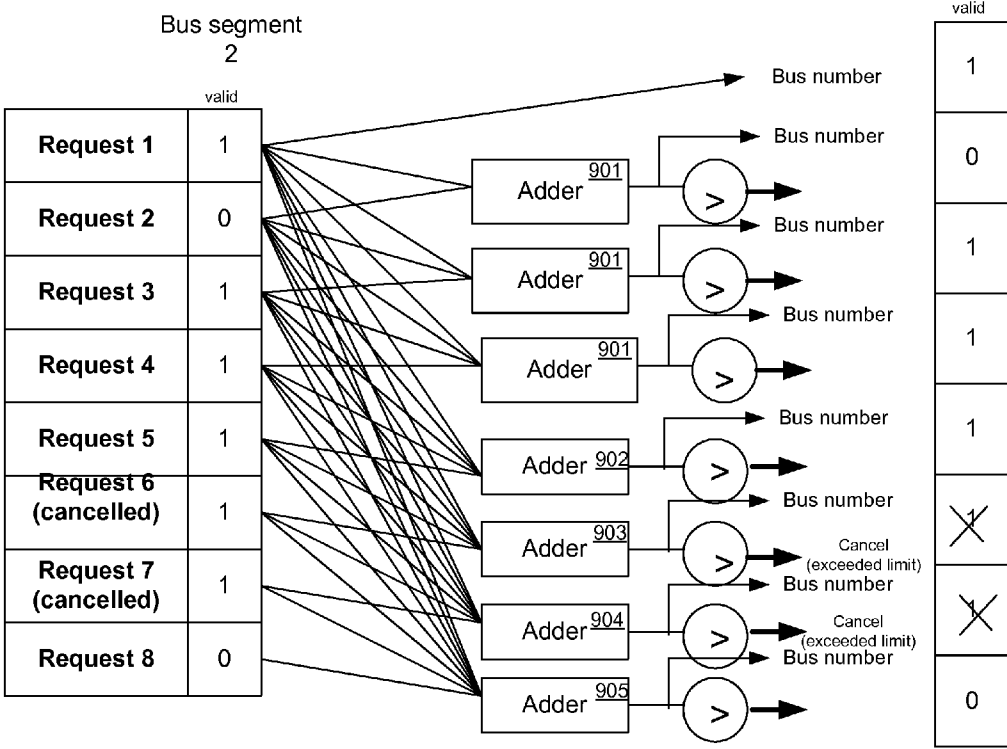 valid
Bus segment
2
valid
Bus number
1
Request 1 1
Bus number
0
Adder 901 >
Request 2 0
Bus number
1
Adder 901 >
Request 3 1
Bus number
1
Adder 901 >
Request 4 1
Bus number
1
Request 5 1
Adder 902 >
Request 6
(cancelled) 1
Bus number
1
Adder 903 >
Cancel
(exceeded limit)
Request 7
(cancelled) 1
Bus number
1
Adder 904 >
Cancel
(exceeded limit)
Request 8 0
Bus number
0
Adder 905 >